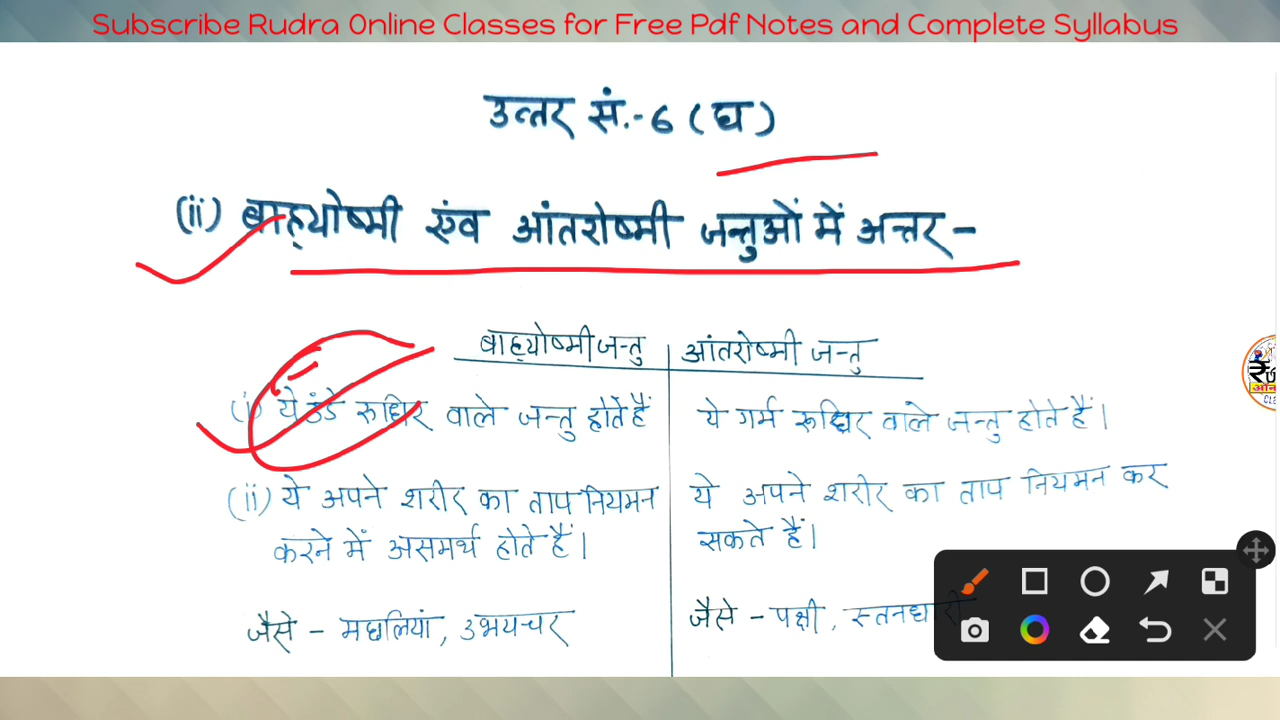 Subscribe Rudra Online Classes for Free Pdf Notes and Complete Syllabus
उत्तर सं.-6 (घ)
(ii) बाह्योष्मी एंव आंतरोष्मी जन्तुओं में अन्तर -
बाह्योष्मी जन्तु | आंतरोष्मी जन्तु
(i) ये ठंडे रूधिर वाले जन्तु होते हैं
ये गर्म रूधिर वाले जन्तु होते हैं।
(ii) ये अपने शरीर का ताप नियमन
करने में असमर्थ होते हैं।
ये अपने शरीर का ताप नियमन कर
सकते हैं।
जैसे - मछलियां, उभयचर
जैसे - पक्षी, स्तनधारी